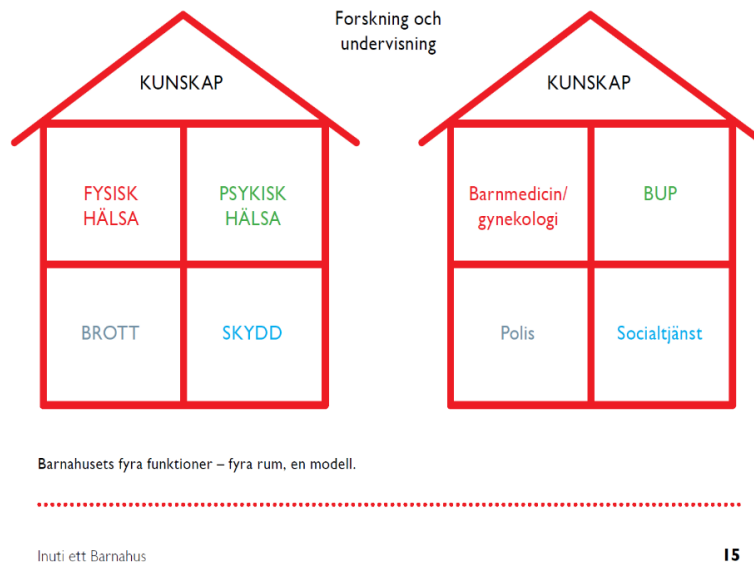 Forskning och
undervisning
KUNSKAP
FYSISK
HÄLSA
PSYKISK
HÄLSA
BROTT
SKYDD
KUNSKAP
Barnmedicin/
gynekologi
BUP
Polis
Socialtjänst
Barnahusets fyra funktioner – fyra rum, en modell.
Inuti ett Barnahus
15